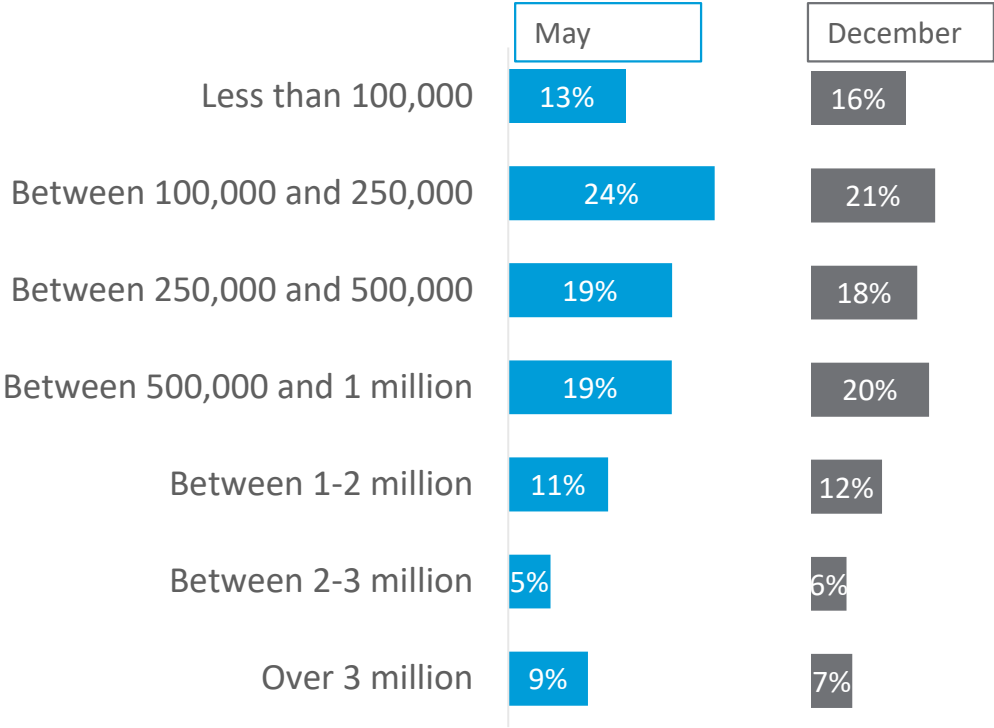 May December
Less than 100,000 13% 16%
Between 100,000 and 250,000 24% 21%
Between 250,000 and 500,000 19% 18%
Between 500,000 and 1 million 19% 20%
Between 1-2 million 11% 12%
Between 2-3 million 5% 6%
Over 3 million 9% 7%